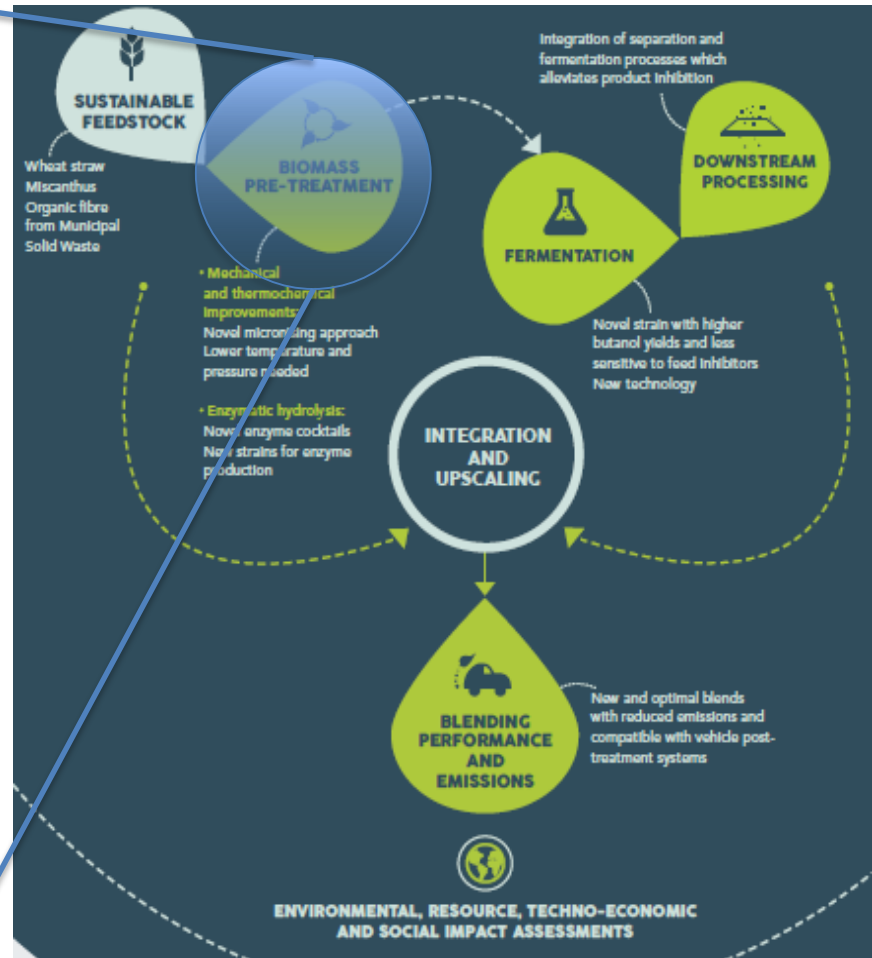 SUSTAINABLE
FEEDSTOCK
Wheat straw
Miscanthus
Organic fibre
from Municipal
Solid Waste
BIOMASS
PRE-TREATMENT
• Mechanical
and thermochemical
improvements:
Novel micronising approach
Lower temperature and
pressure needed
• Enzymatic hydrolysis:
Novel enzyme cocktails
New strains for enzyme
production
Integration of separation and
fermentation processes which
alleviates product inhibition
DOWNSTREAM
PROCESSING
FERMENTATION
Novel strain with higher
butanol yields and less
sensitive to feed inhibitors
New technology
INTEGRATION
AND
UPSCALING
BLENDING
PERFORMANCE
AND
EMISSIONS
New and optimal blends
with reduced emissions and
compatible with vehicle post-
treatment systems
ENVIRONMENTAL, RESOURCE, TECHNO-ECONOMIC
AND SOCIAL IMPACT ASSESSMENTS